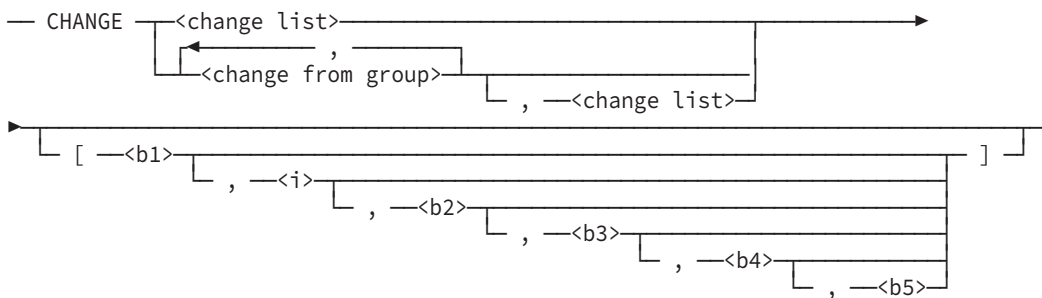 CHANGE <change list>
,
<change from group>
, <change list>
[ <b1> ]
, <i>
, <b2>
, <b3>
, <b4>
, <b5>